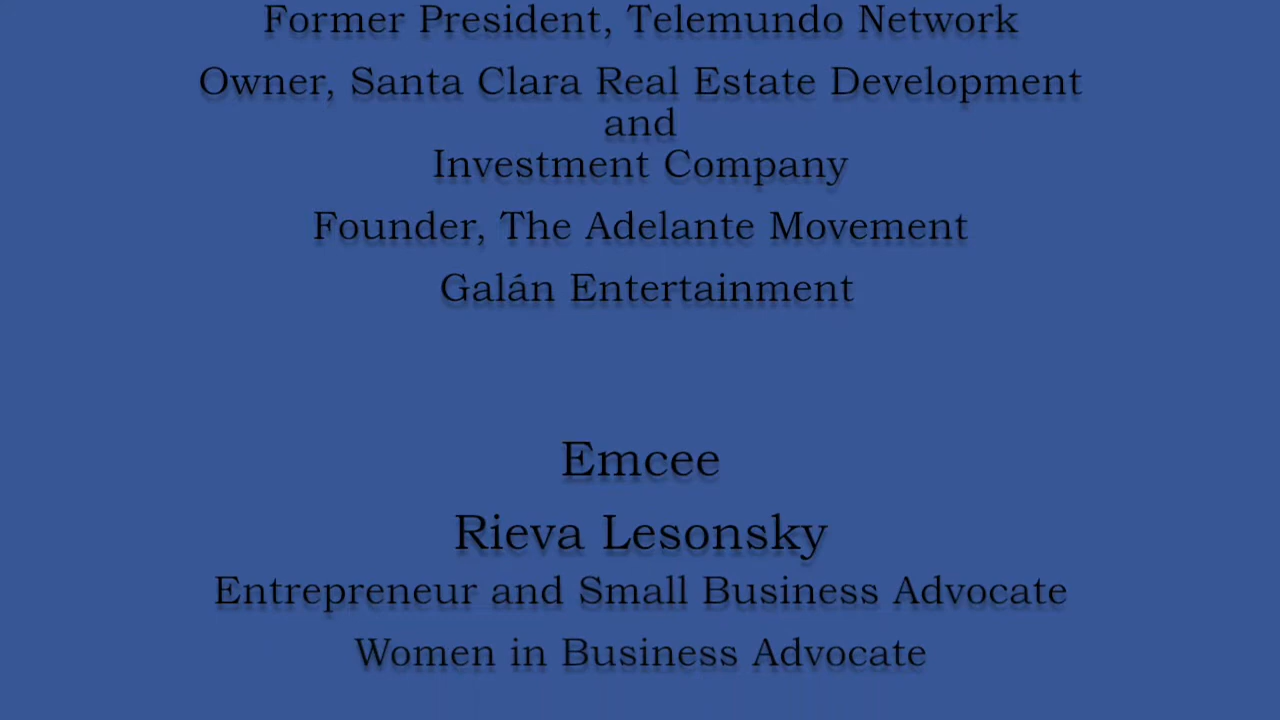 Former President, Telemundo Network
Owner, Santa Clara Real Estate Development
and
Investment Company
Founder, The Adelante Movement
Galán Entertainment
Emcee
Rieva Lesonsky
Entrepreneur and Small Business Advocate
Women in Business Advocate